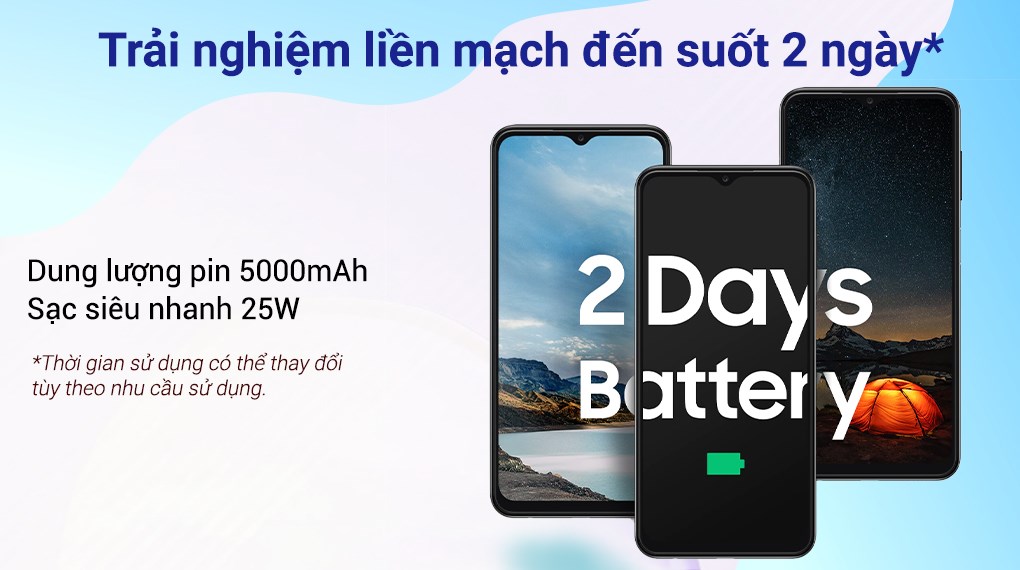 Trải nghiệm liền mạch đến suốt 2 ngày*
Dung lượng pin 5000mAh
Sạc siêu nhanh 25W
*Thời gian sử dụng có thể thay đổi
tùy theo nhu cầu sử dụng.
2 Days
Battery